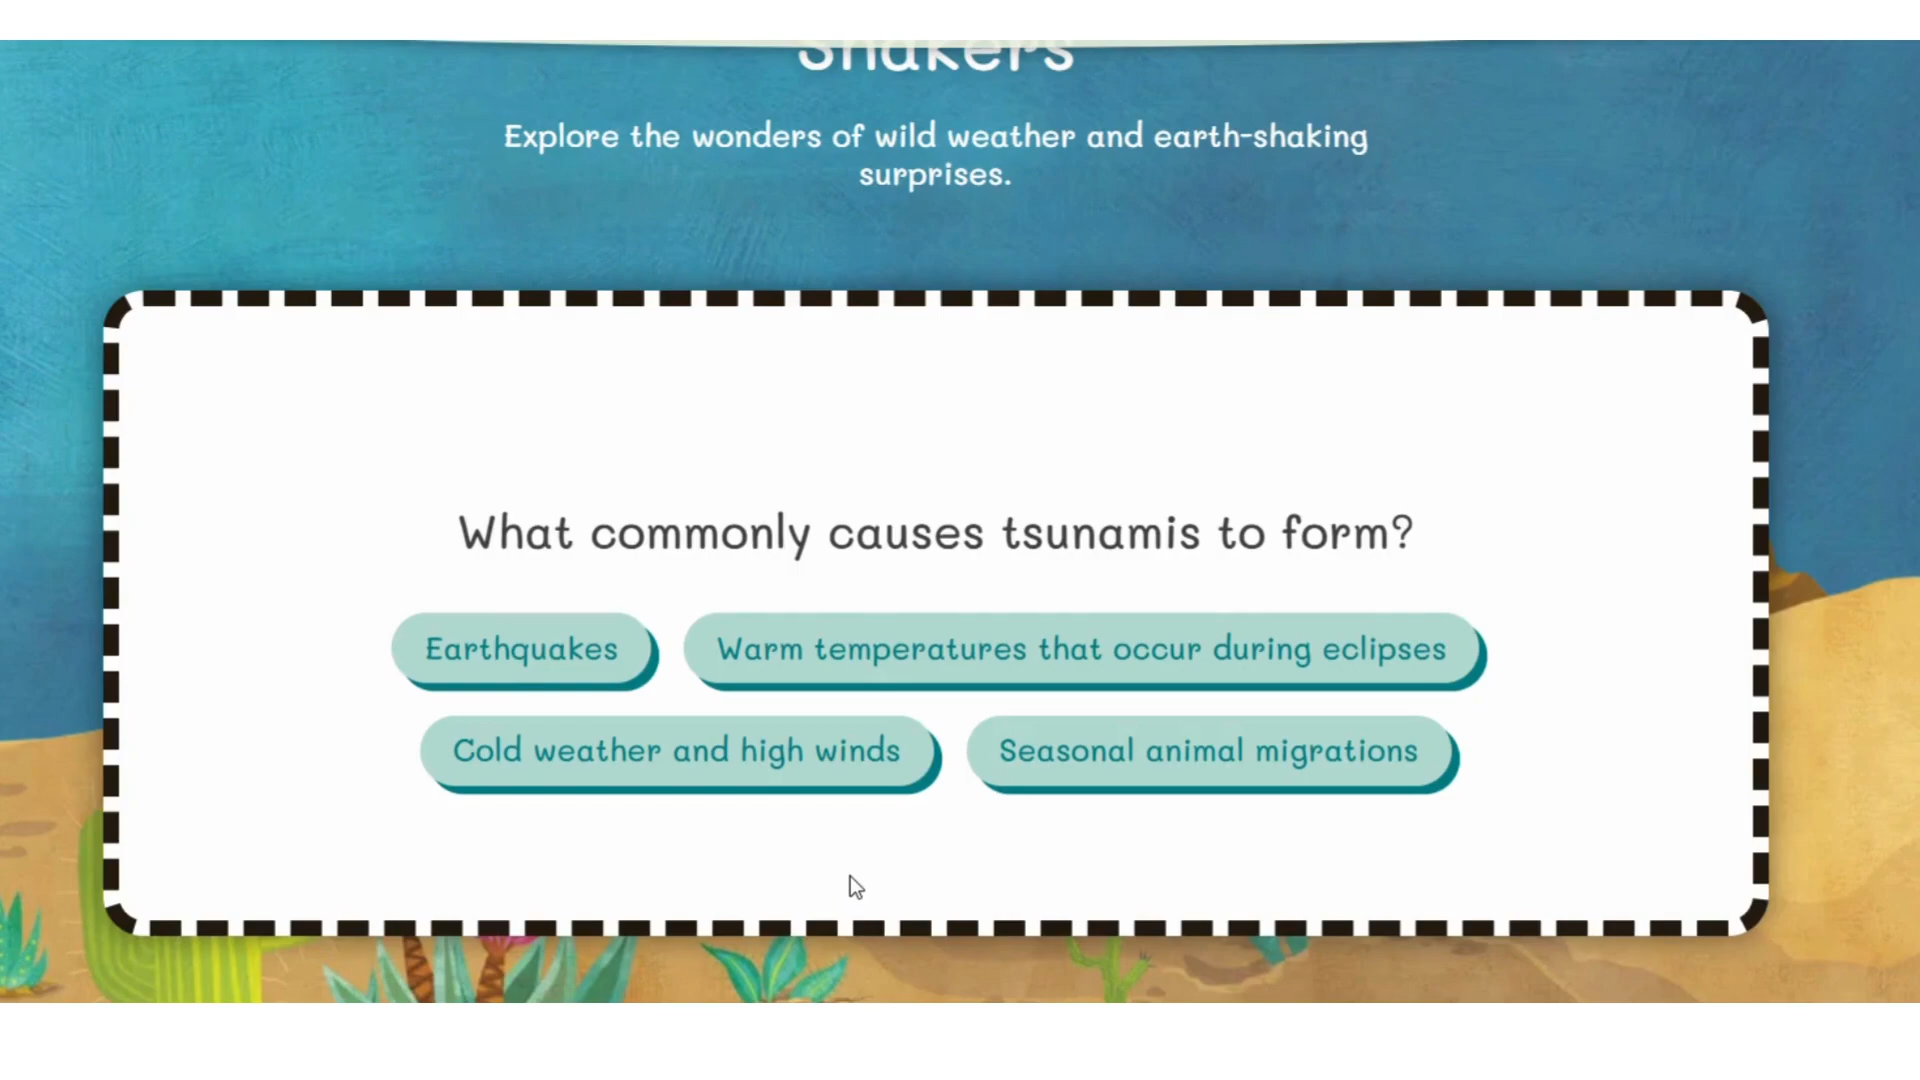 Shakers
Explore the wonders of wild weather and earth-shaking
surprises.
What commonly causes tsunamis to form?
Earthquakes
Warm temperatures that occur during eclipses
Cold weather and high winds
Seasonal animal migrations